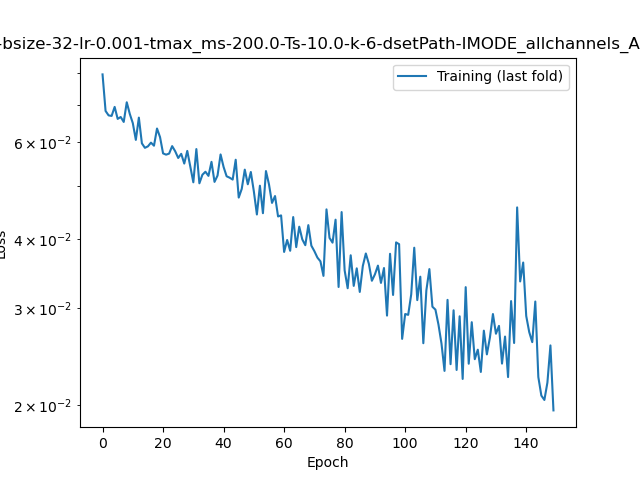 -bsize-32-lr-0.001-tmax_ms-200.0-Ts-10.0-k-6-dsetPath-IMODE_allchannels_A
Training (last fold)
6 × 10⁻²
4 × 10⁻²
3 × 10⁻²
2 × 10⁻²
Loss
0 20 40 60 80 100 120 140
Epoch